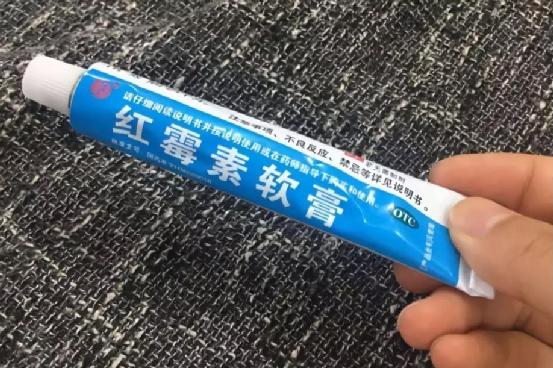 注意事项、不良反应、禁忌等详见说明书。
请仔细阅读说明书并按说明使用或在药师指导下购买和使用
红霉素软膏
OTC